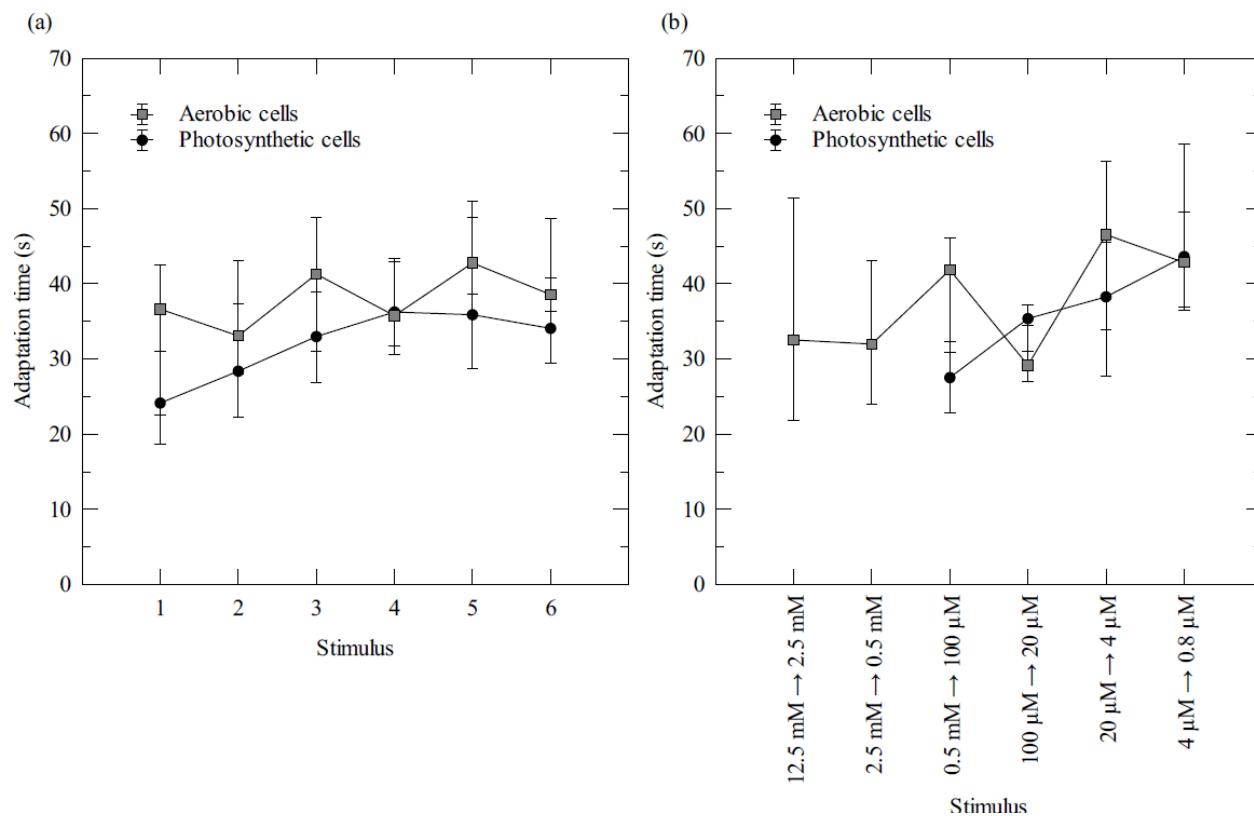 (a)
70
60
50
40
30
20
10
0
Adaptation time (s)
Aerobic cells
Photosynthetic cells
1 2 3 4 5 6
Stimulus
(b)
70
60
50
40
30
20
10
0
Adaptation time (s)
Aerobic cells
Photosynthetic cells
12.5 mM → 2.5 mM
2.5 mM → 0.5 mM
0.5 mM → 100 µM
100 µM → 20 µM
20 µM → 4 µM
4 µM → 0.8 µM
Stimulus